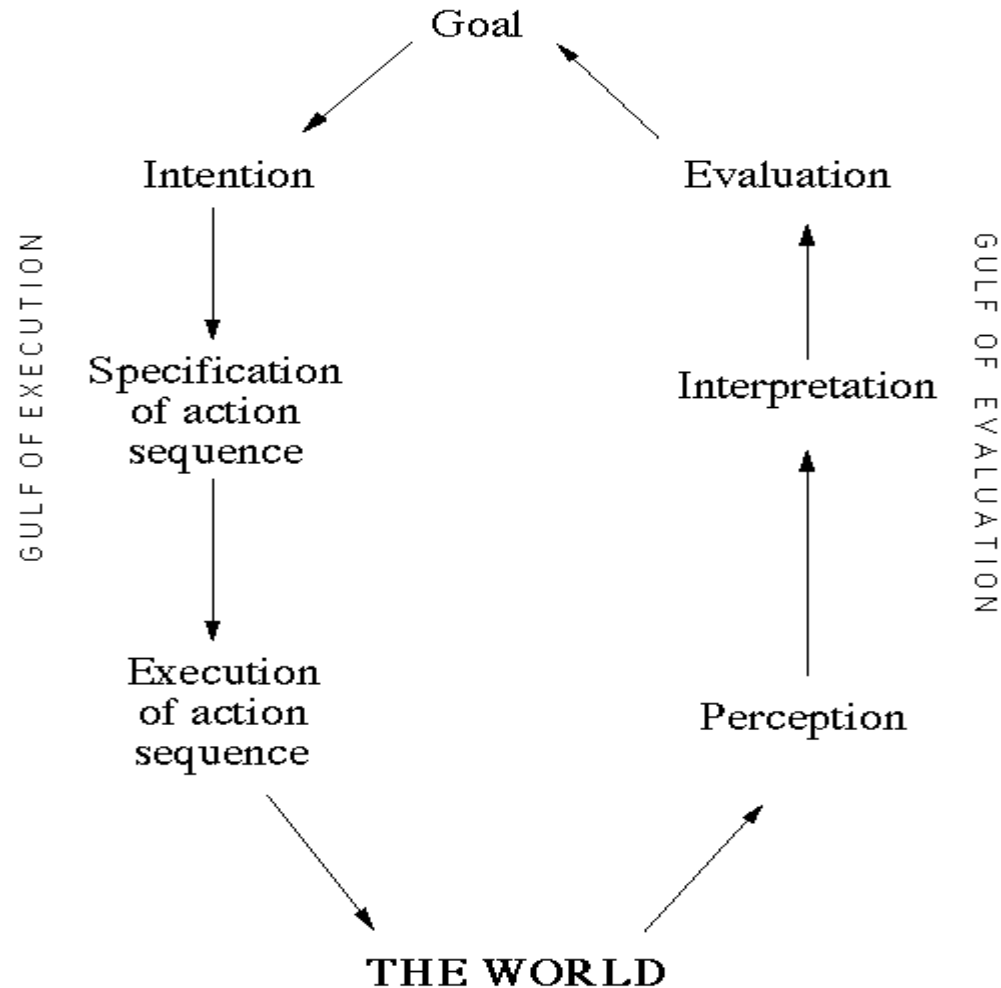 Goal
Intention
Evaluation
GULF OF EXECUTION
GULF OF EVALUATION
Specification
of action
sequence
Interpretation
Execution
of action
sequence
Perception
THE WORLD